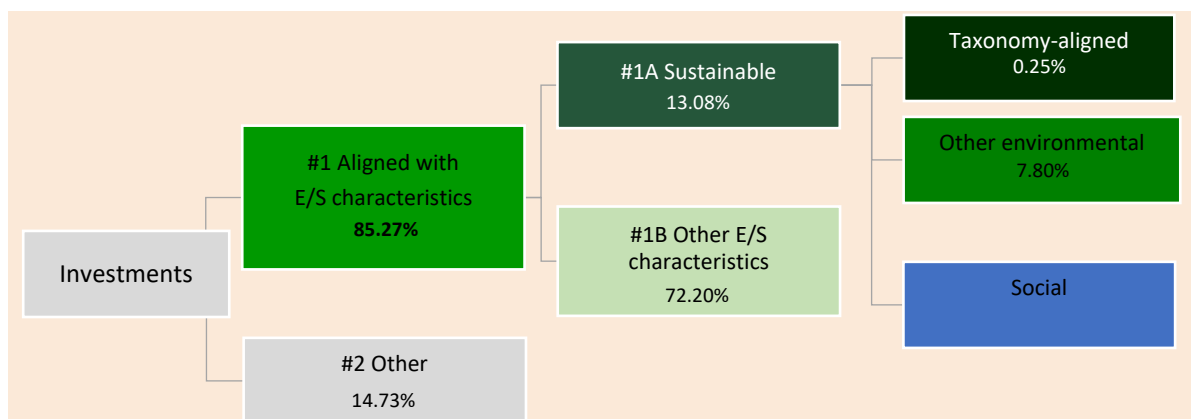 Investments
#1 Aligned with
E/S characteristics
85.27%
#2 Other
14.73%
#1A Sustainable
13.08%
#1B Other E/S
characteristics
72.20%
Taxonomy-aligned
0.25%
Other environmental
7.80%
Social